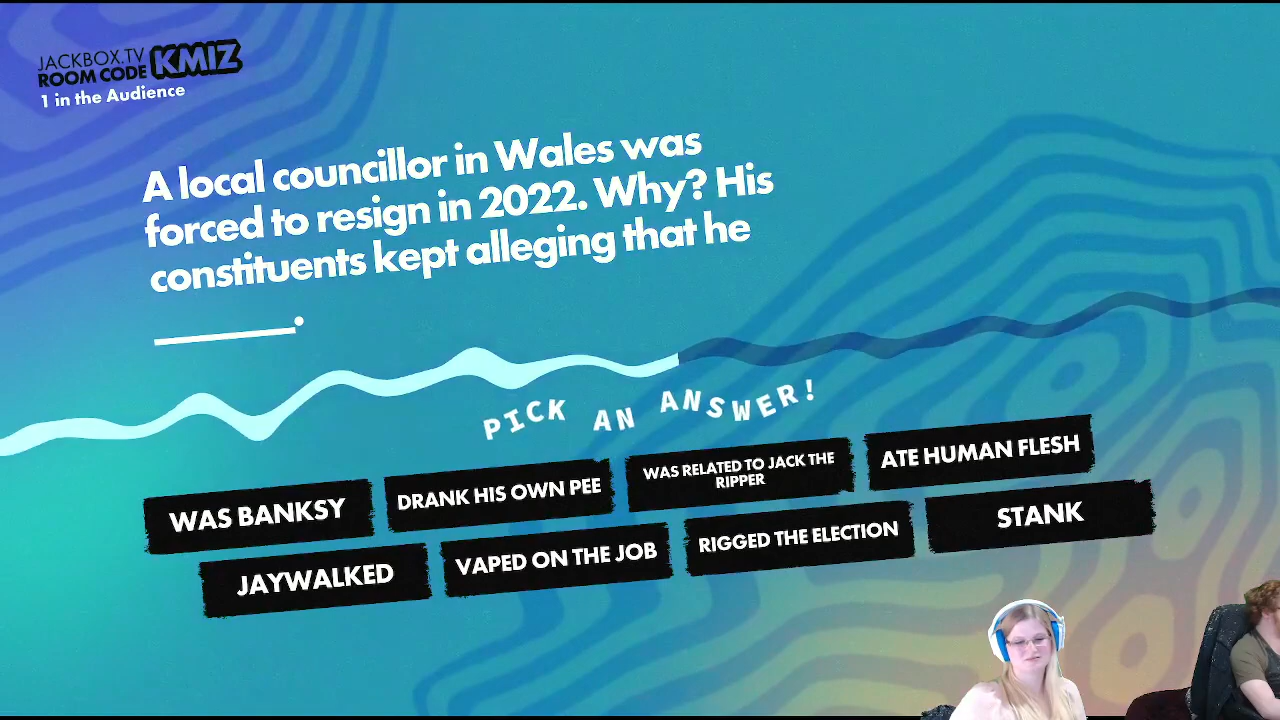 JACKBOX.TV
ROOM CODE KMIZ
1 in the Audience
A local councillor in Wales was
forced to resign in 2022. Why? His
constituents kept alleging that he
_______.
PICK AN ANSWER!
WAS BANKSY
DRANK HIS OWN PEE
WAS RELATED TO JACK THE
RIPPER
ATE HUMAN FLESH
JAYWALKED
VAPED ON THE JOB
RIGGED THE ELECTION
STANK